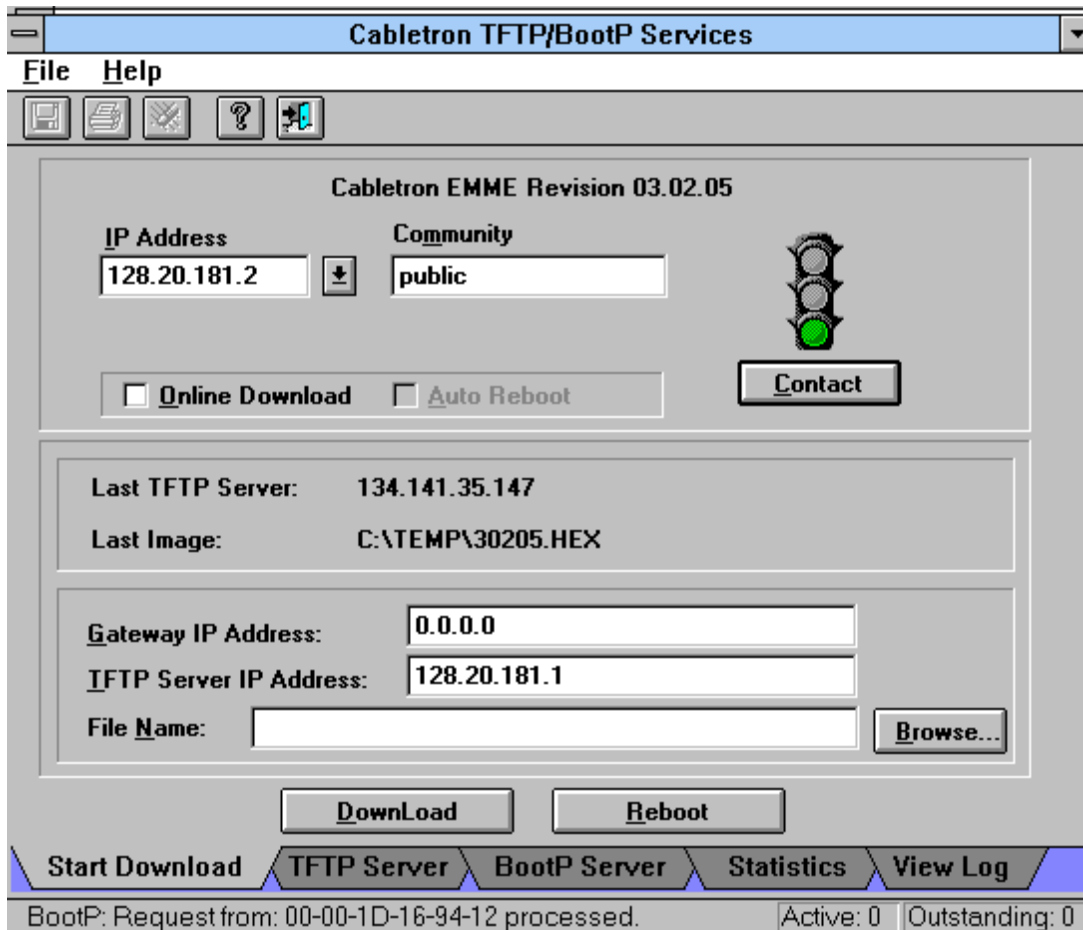 Cabletron TFTP/BootP Services
File Help
Cabletron EMME Revision 03.02.05
IP Address Community
128.20.181.2 public
Online Download Auto Reboot Contact
Last TFTP Server: 134.141.35.147
Last Image: C:\TEMP\30205.HEX
Gateway IP Address: 0.0.0.0
TFTP Server IP Address: 128.20.181.1
File Name: Browse...
DownLoad Reboot
Start Download TFTP Server BootP Server Statistics View Log
BootP: Request from: 00-00-1D-16-94-12 processed. Active: 0 Outstanding: 0